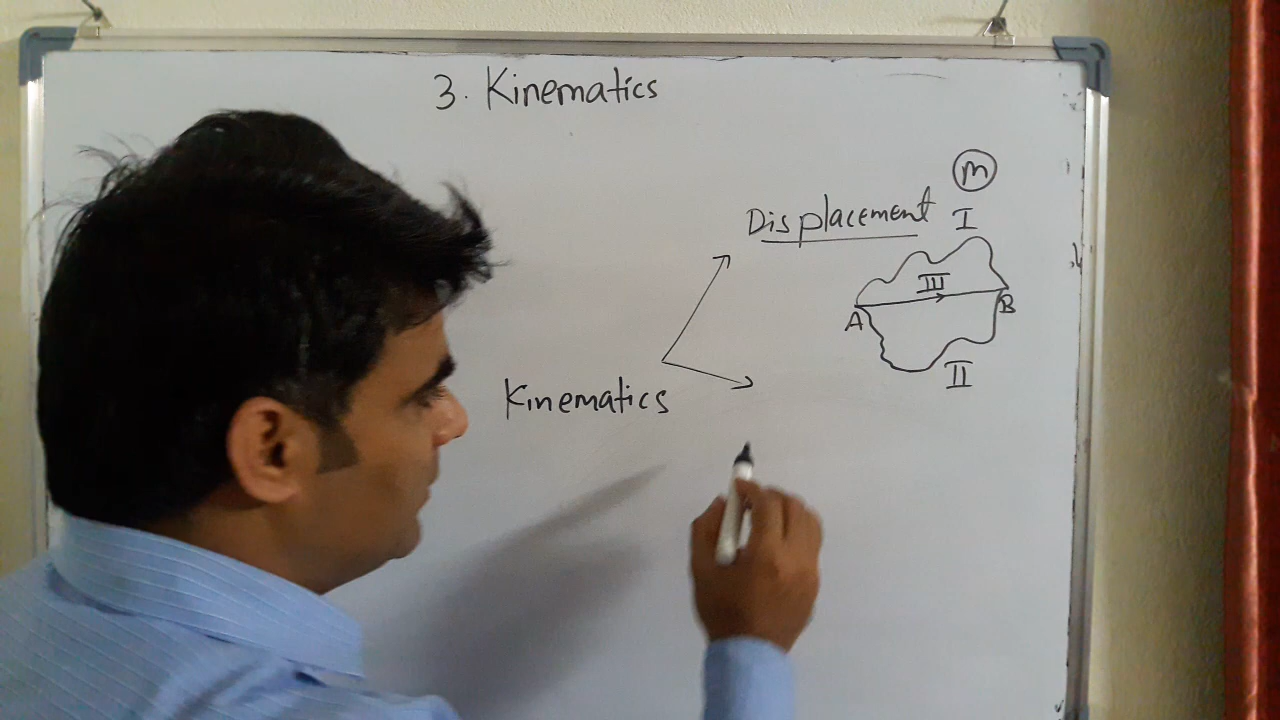 3. Kinematics
m
Displacement
I
III
A
B
II
Kinematics